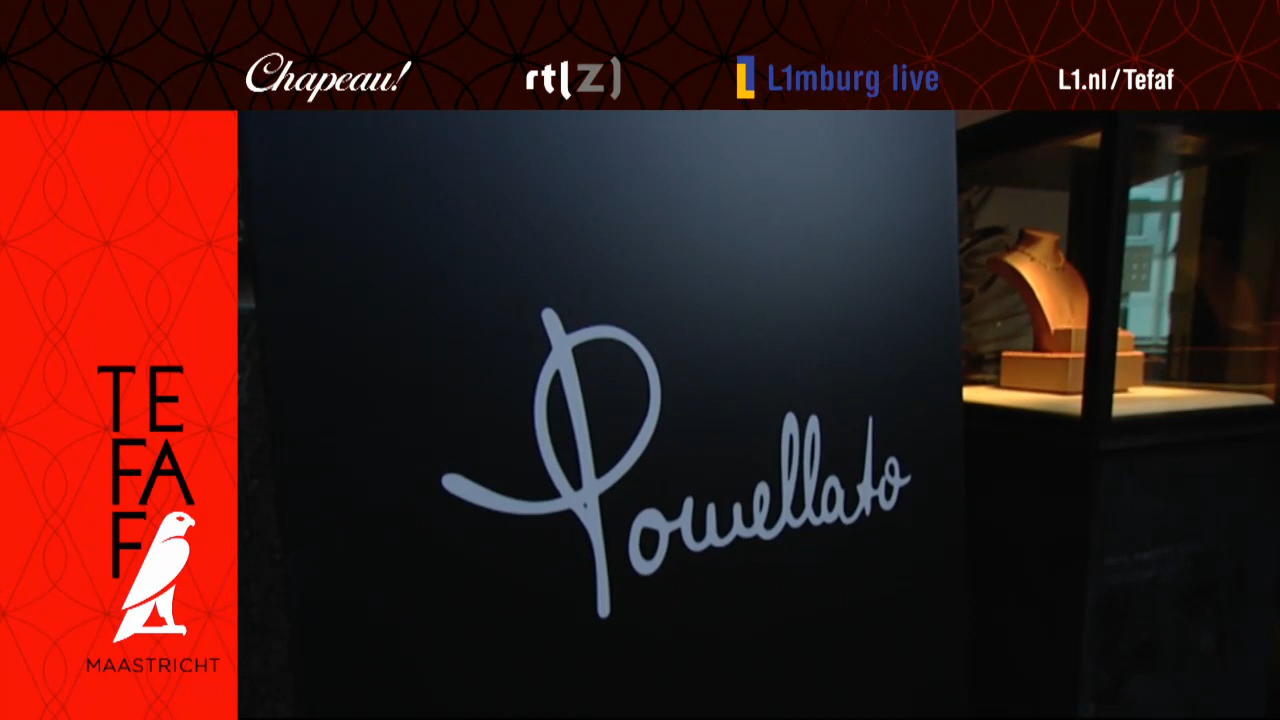 Chapeau! rtl Z L1mburg live L1.nl/Tefaf
Pomellato
TE
FA
F
MAASTRICHT